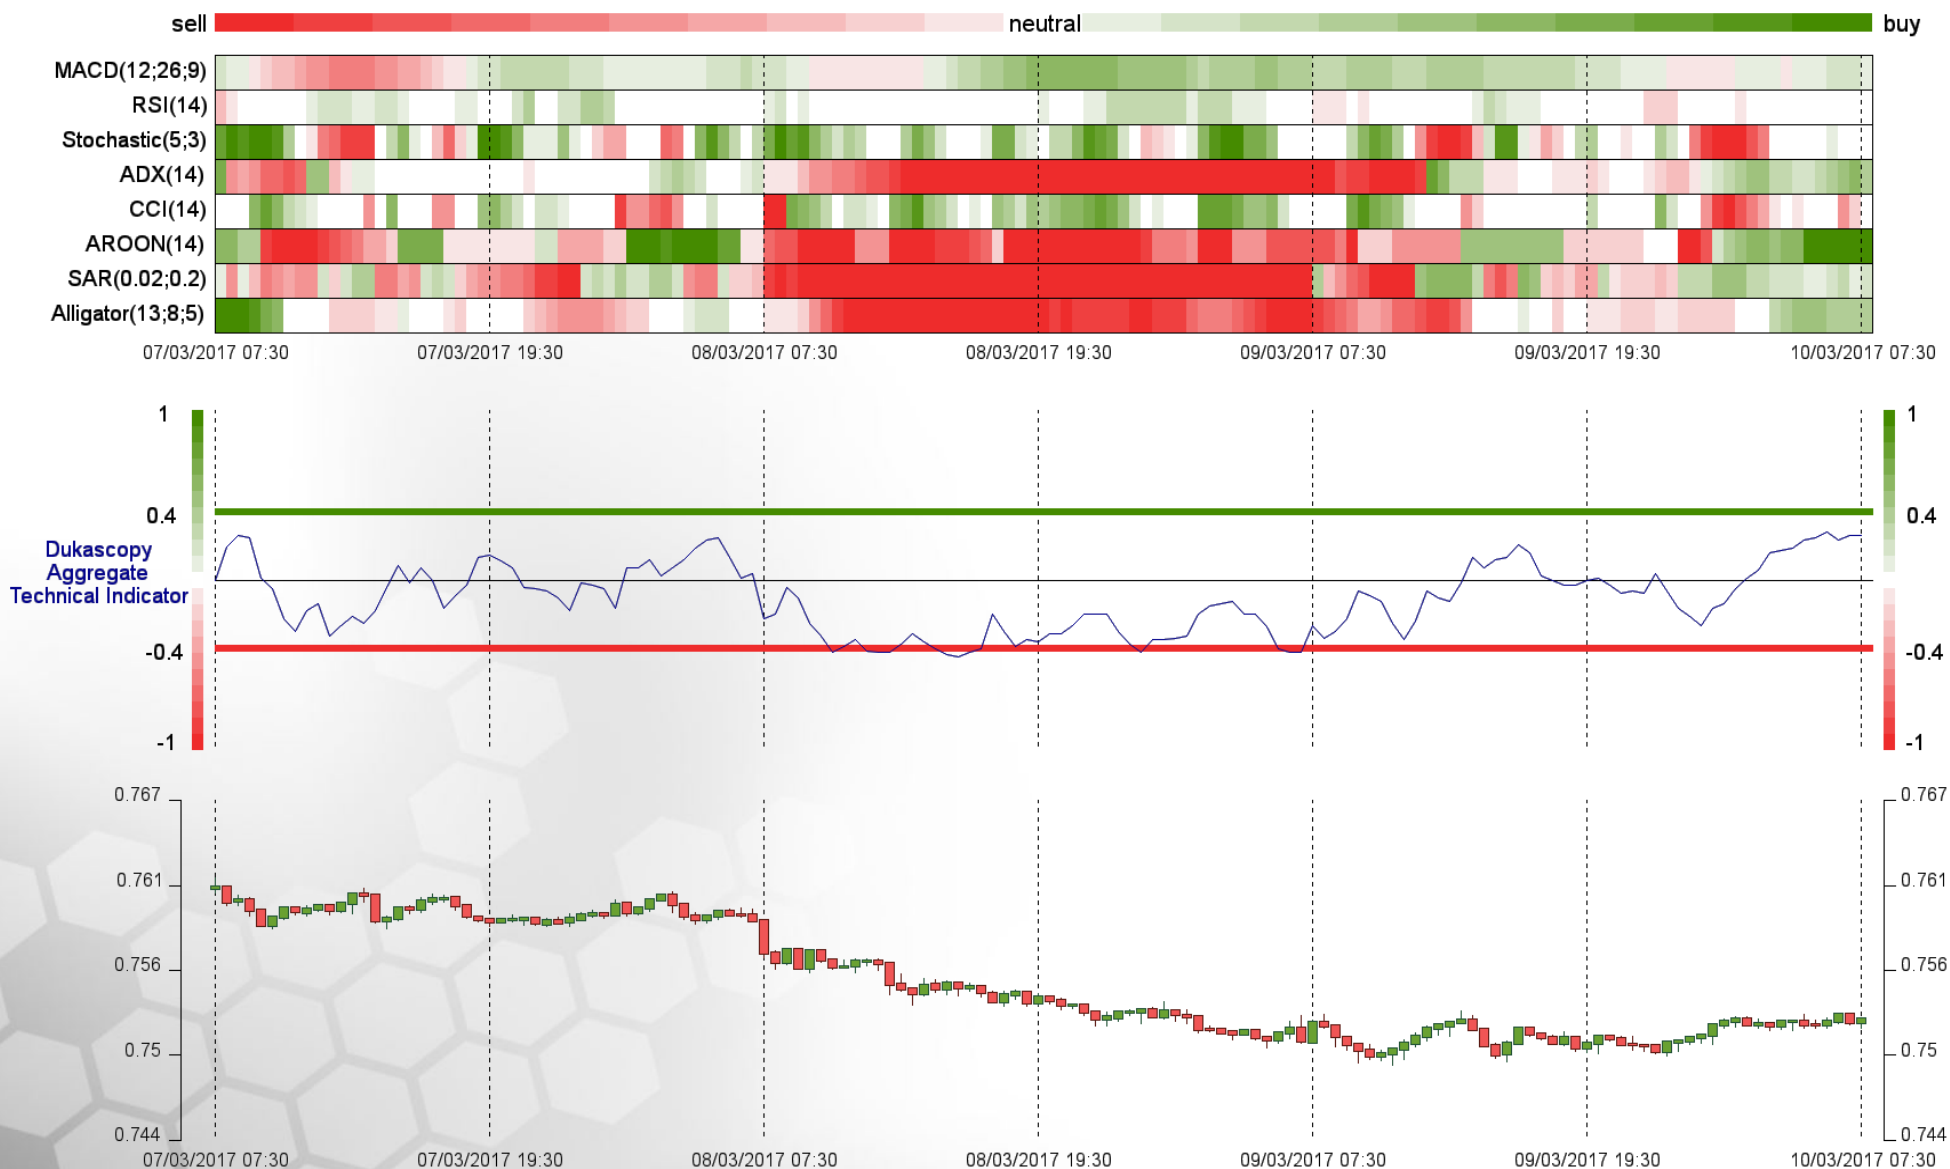 sell neutral buy
MACD(12;26;9)
RSI(14)
Stochastic(5;3)
ADX(14)
CCI(14)
AROON(14)
SAR(0.02;0.2)
Alligator(13;8;5)
07/03/2017 07:30 07/03/2017 19:30 08/03/2017 07:30 08/03/2017 19:30 09/03/2017 07:30 09/03/2017 19:30 10/03/2017 07:30
1 1
0.4 0.4
Dukascopy
Aggregate
Technical Indicator
-0.4 -0.4
-1 -1
0.767 0.767
0.761 0.761
0.756 0.756
0.75 0.75
0.744 0.744
07/03/2017 07:30 07/03/2017 19:30 08/03/2017 07:30 08/03/2017 19:30 09/03/2017 07:30 09/03/2017 19:30 10/03/2017 07:30